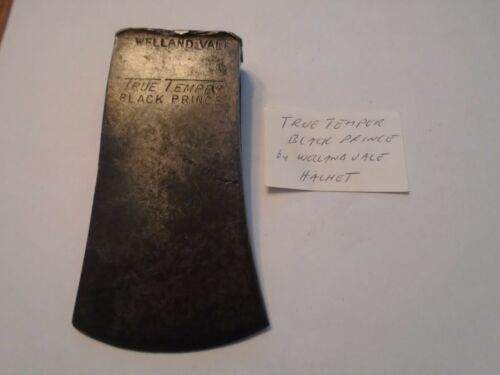 WELLAND VALE
TRUE TEMPER
BLACK PRINCE
TRUE TEMPER
BLACK PRINCE
by WELLAND VALE
HACHET